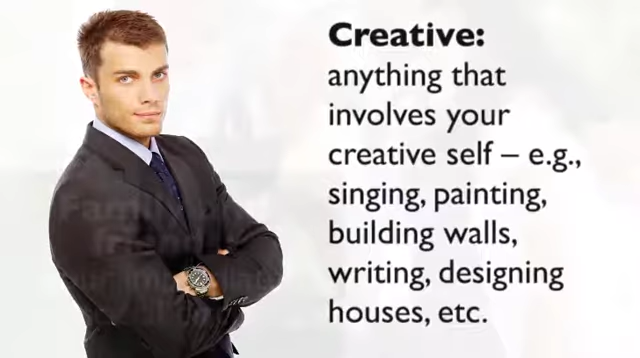 Creative:
anything that
involves your
creative self – e.g.,
singing, painting,
building walls,
writing, designing
houses, etc.